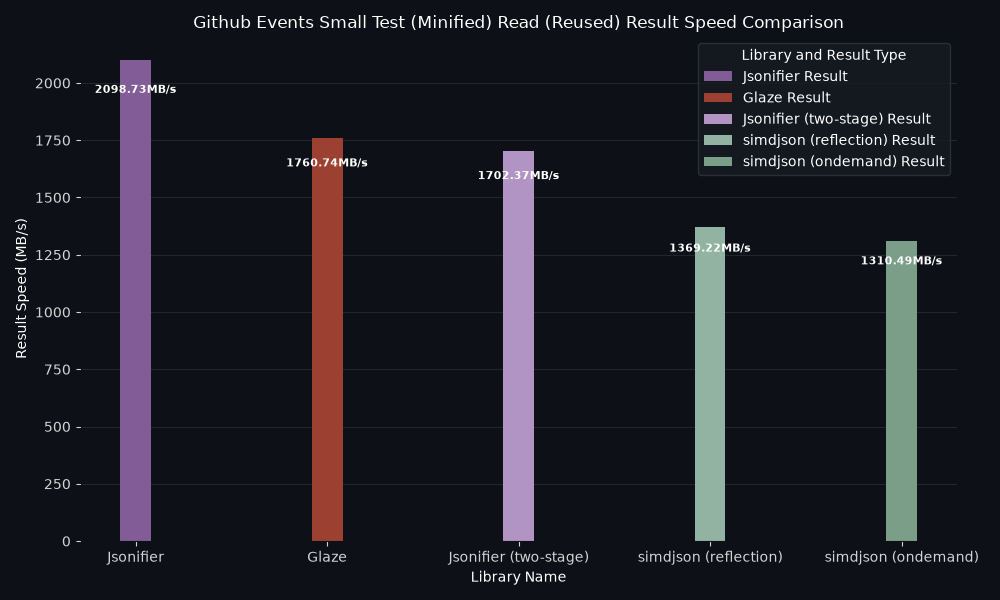 Github Events Small Test (Minified) Read (Reused) Result Speed Comparison
Library and Result Type
Jsonifier Result
Glaze Result
Jsonifier (two-stage) Result
simdjson (reflection) Result
simdjson (ondemand) Result
Result Speed (MB/s)
2000
1750
1500
1250
1000
750
500
250
0
2098.73MB/s
1760.74MB/s
1702.37MB/s
1369.22MB/s
1310.49MB/s
Jsonifier
Glaze
Jsonifier (two-stage)
simdjson (reflection)
simdjson (ondemand)
Library Name